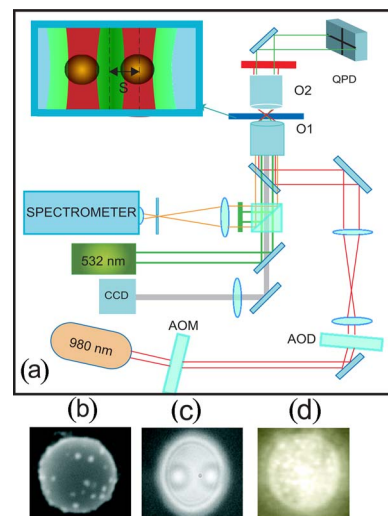 S
QPD
O2
O1
SPECTROMETER
532 nm
CCD
AOD
AOM
980 nm
(a)
(b) (c) (d)